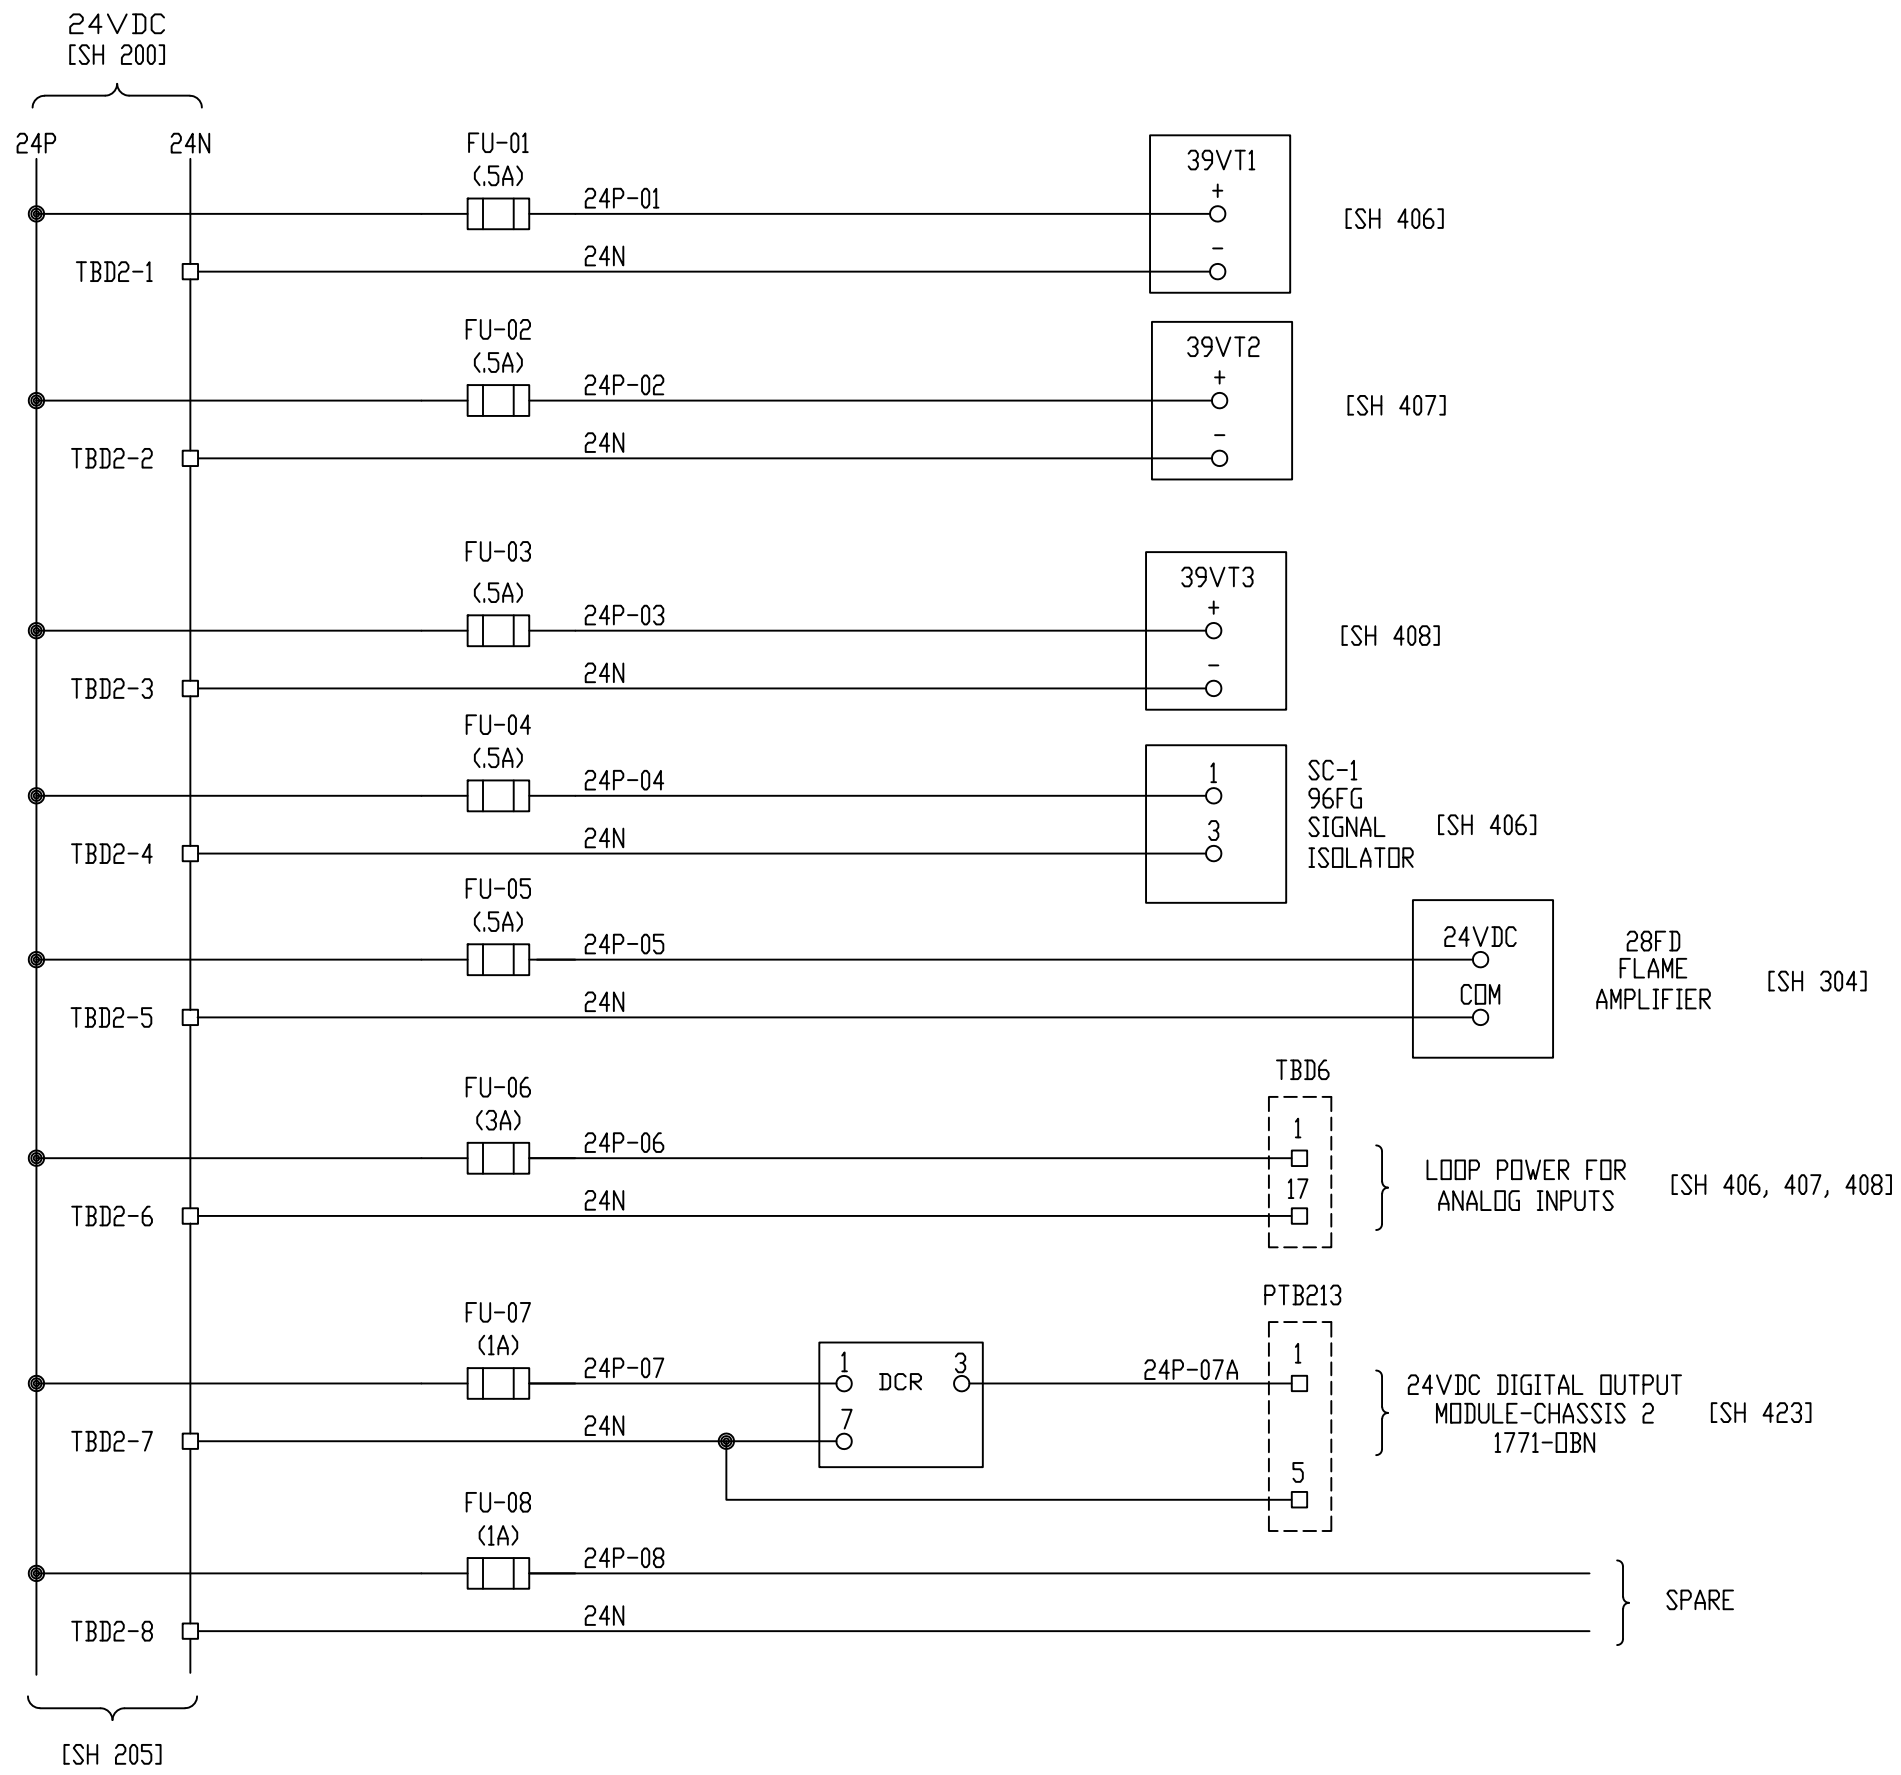 24VDC
[SH 200]
24P
24N
FU-01
(.5A)
24P-01
39VT1
+
-
[SH 406]
TBD2-1
24N
FU-02
(.5A)
24P-02
39VT2
+
-
[SH 407]
TBD2-2
24N
FU-03
(.5A)
24P-03
39VT3
+
-
[SH 408]
TBD2-3
24N
FU-04
(.5A)
24P-04
1
3
SC-1
96FG
SIGNAL
ISOLATOR
[SH 406]
TBD2-4
24N
FU-05
(.5A)
24P-05
24VDC
COM
28FD
FLAME
AMPLIFIER
[SH 304]
TBD2-5
24N
FU-06
(3A)
24P-06
TBD6
1
17
LOOP POWER FOR
ANALOG INPUTS
[SH 406, 407, 408]
TBD2-6
24N
FU-07
(1A)
24P-07
1
DCR
3
7
24P-07A
PTB213
1
5
24VDC DIGITAL OUTPUT
MODULE-CHASSIS 2
1771-OBN
[SH 423]
TBD2-7
24N
FU-08
(1A)
24P-08
SPARE
TBD2-8
24N
[SH 205]